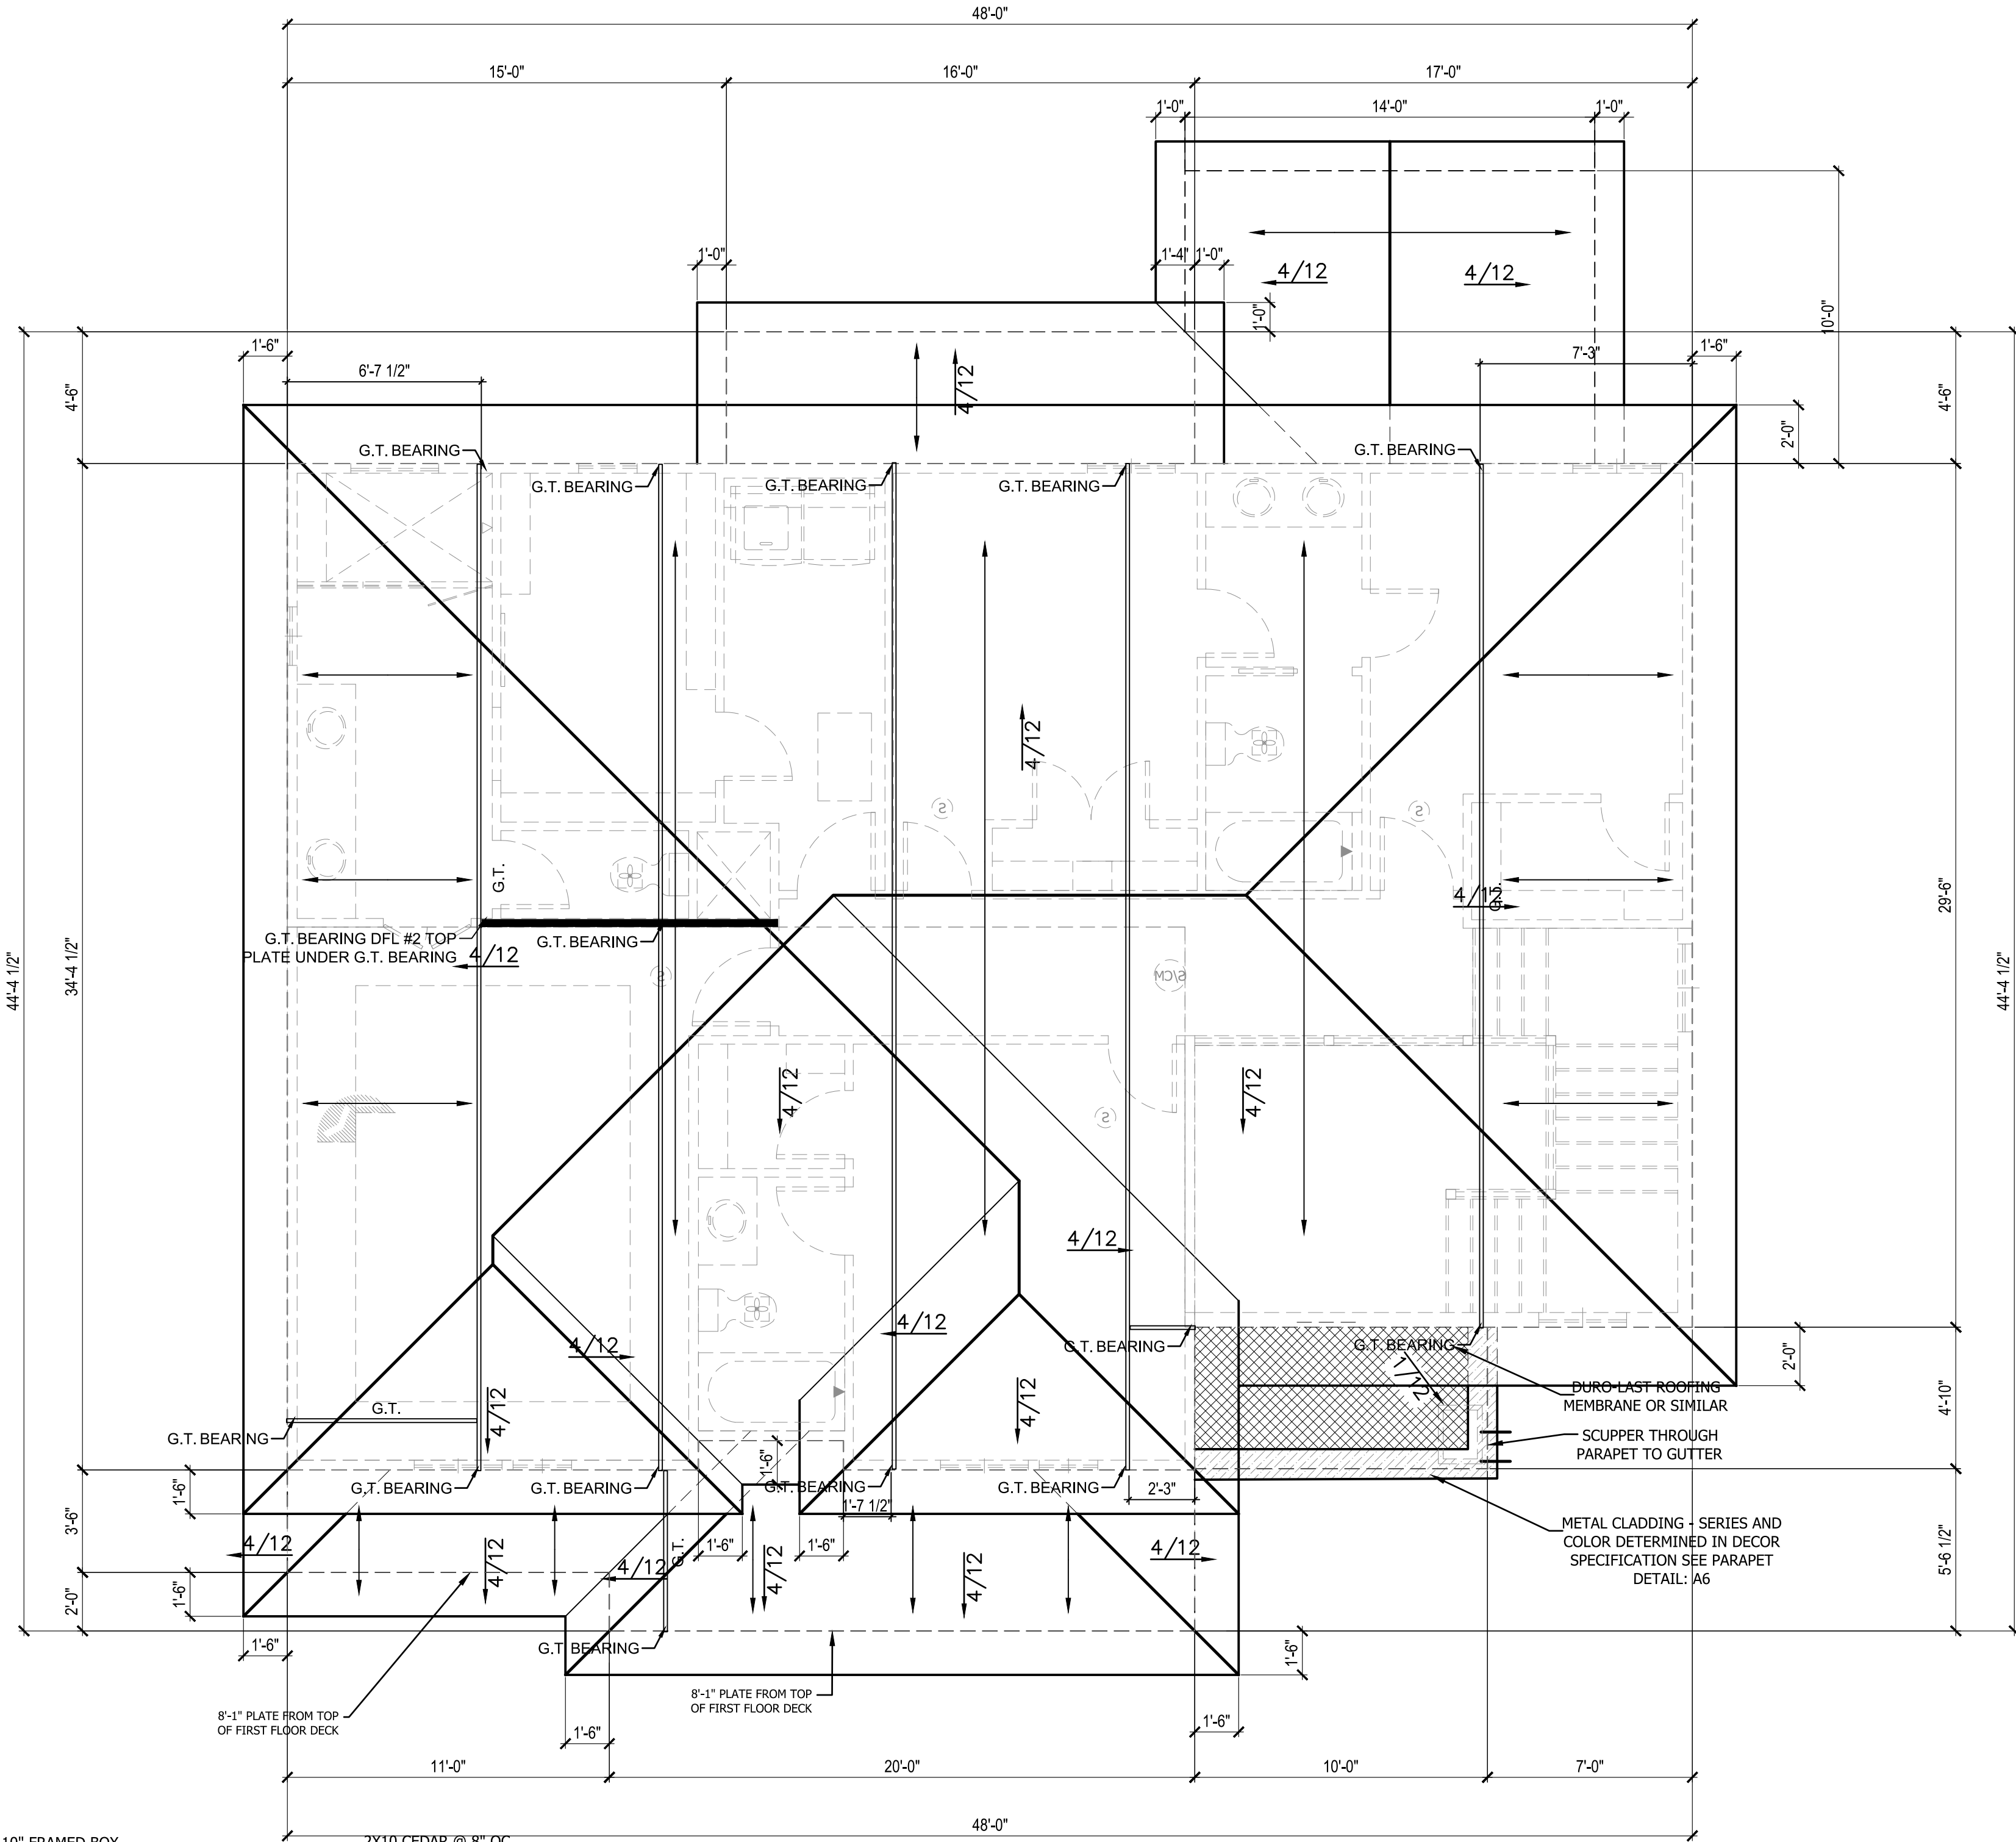 48'-0"
15'-0"
16'-0"
17'-0"
1'-0"
14'-0"
1'-0"
1'-0"
1'-4"
1'-0"
4/12
4/12
1'-0"
10'-0"
1'-6"
6'-7 1/2"
4/12
7'-3"
1'-6"
4'-6"
4'-6"
2'-0"
G.T. BEARING
G.T. BEARING
G.T. BEARING
G.T. BEARING
G.T. BEARING
4/12
S
S
G.T.
4/12
G.T.
29'-6"
G.T. BEARING DFL #2 TOP
PLATE UNDER G.T. BEARING
4/12
G.T. BEARING
S
S/CM
44'-4 1/2"
34'-4 1/2"
44'-4 1/2"
4/12
4/12
S
4/12
4/12
4/12
G.T. BEARING
G.T. BEARING
1/12
2'-0"
DURO-LAST ROOFING
MEMBRANE OR SIMILAR
4'-10"
G.T.
4/12
4/12
G.T. BEARING
SCUPPER THROUGH
PARAPET TO GUTTER
1'-6"
1'-6"
G.T. BEARING
G.T. BEARING
G.T. BEARING
G.T. BEARING
2'-3"
1'-7 1/2"
3'-6"
METAL CLADDING - SERIES AND
COLOR DETERMINED IN DECOR
SPECIFICATION SEE PARAPET
DETAIL: A6
4/12
4/12
4/12
G.T.
1'-6"
4/12
1'-6"
4/12
4/12
5'-6 1/2"
2'-0"
1'-6"
1'-6"
G.T. BEARING
1'-6"
8'-1" PLATE FROM TOP
OF FIRST FLOOR DECK
8'-1" PLATE FROM TOP
OF FIRST FLOOR DECK
1'-6"
1'-6"
11'-0"
20'-0"
10'-0"
7'-0"
48'-0"
10" FRAMED BOX
2X10 CEDAR @ 8" OC